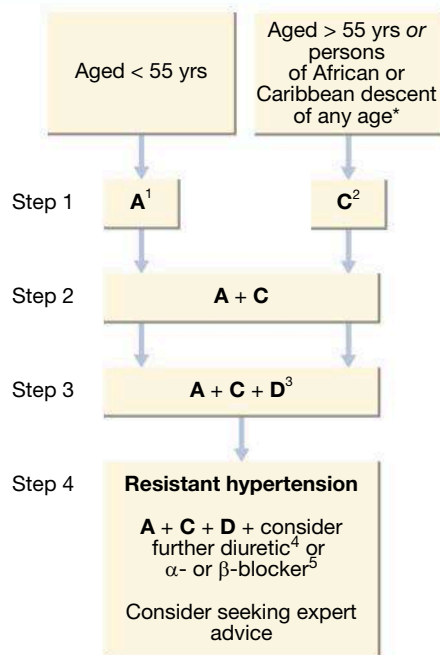 Aged < 55 yrs
Aged > 55 yrs or
persons
of African or
Caribbean descent
of any age*
Step 1
A¹
C²
Step 2
A + C
Step 3
A + C + D³
Step 4
Resistant hypertension
A + C + D + consider
further diuretic⁴ or
α- or β-blocker⁵
Consider seeking expert
advice